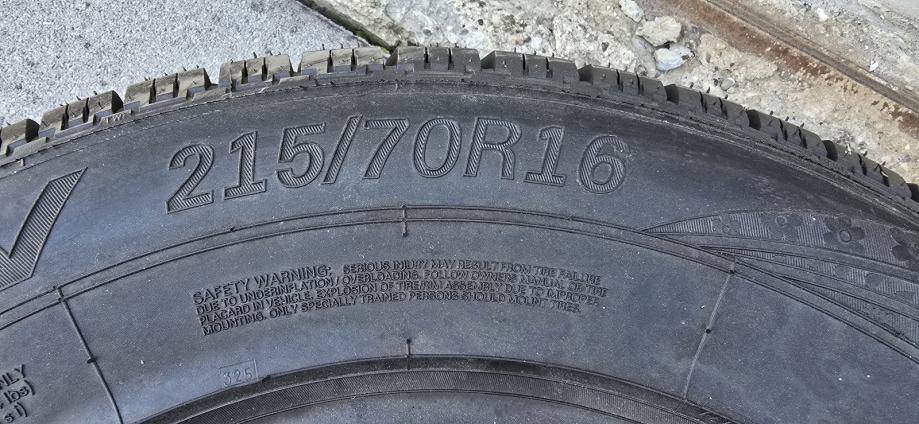 215/70R16
SAFETY WARNING: SERIOUS INJURY MAY RESULT FROM TIRE FAILURE
DUE TO UNDERINFLATION / OVERLOADING. FOLLOW OWNERS MANUAL OR TIRE
PLACARD IN VEHICLE. EXPLOSION OF TIRE/RIM ASSEMBLY DUE TO IMPROPER
MOUNTING. ONLY SPECIALLY TRAINED PERSONS SHOULD MOUNT TIRES.
325
NLY
lbs)
s i)